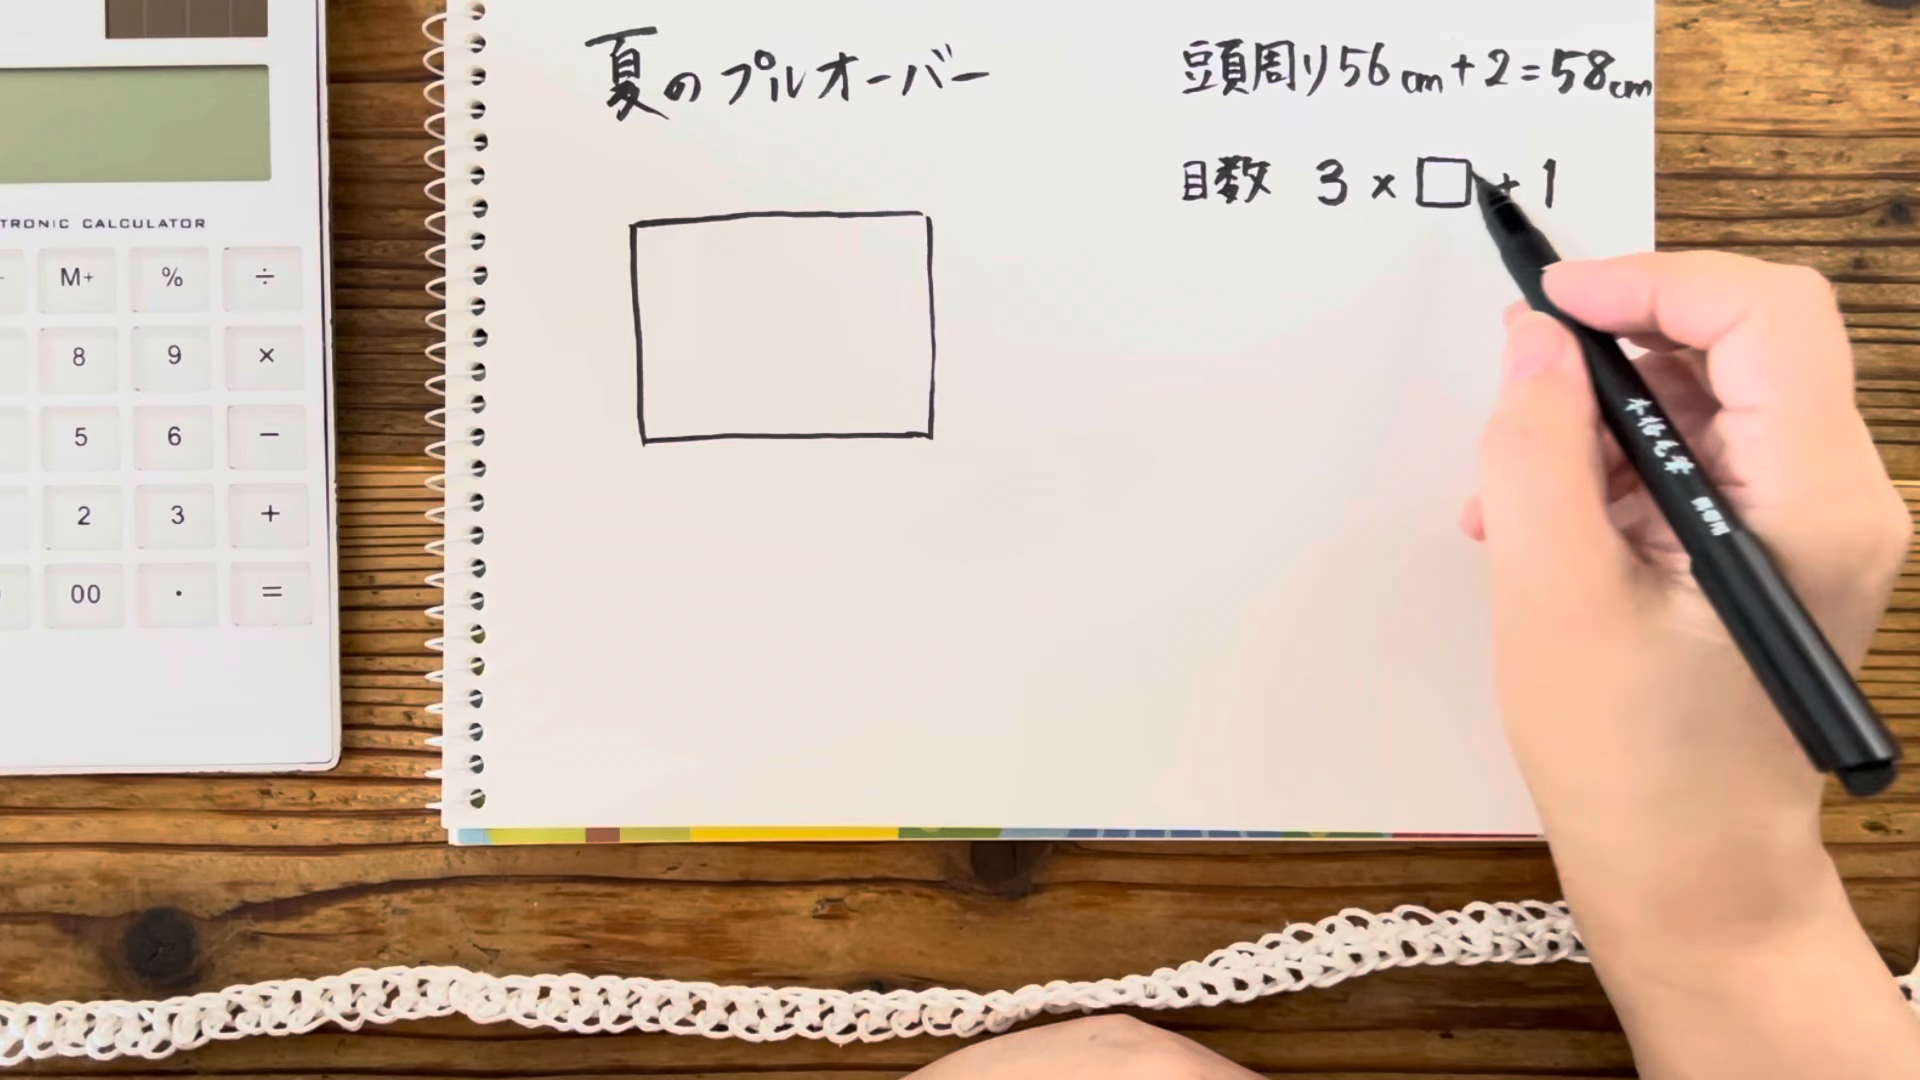 夏のプルオーバー
頭周り56cm+2=58cm
目数 3×□+1
TRONIC CALCULATOR
M+ % ÷
8 9 ×
5 6 −
2 3 +
00 · =